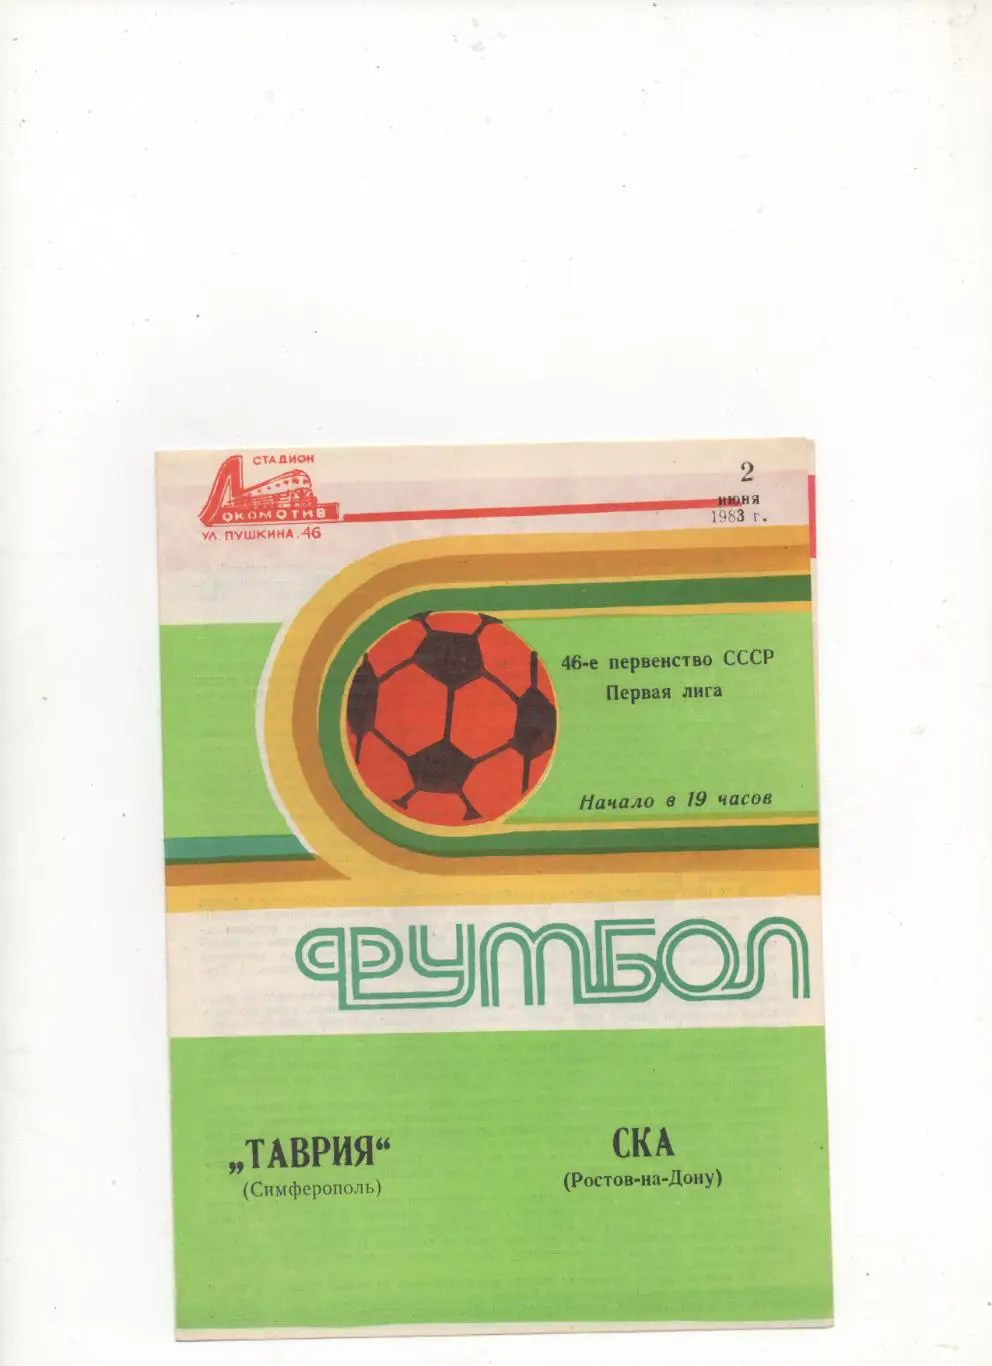 СТАДИОН
ЛОКОМОТИВ
УЛ. ПУШКИНА. 46
2
июня
1983 г.
46-е первенство СССР
Первая лига
Начало в 19 часов
ФУТБОЛ
„ТАВРИЯ“
(Симферополь)
СКА
(Ростов-на-Дону)